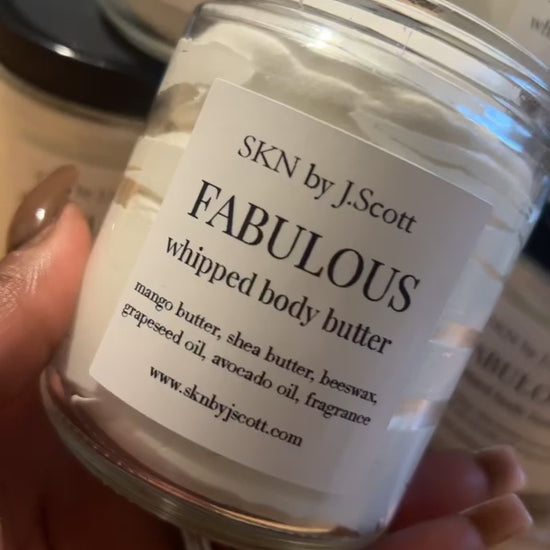 SKN by J.Scott
FABULOUS
whipped body butter
mango butter, shea butter, beeswax,
grapeseed oil, avocado oil, fragrance
www.sknbyjscott.com